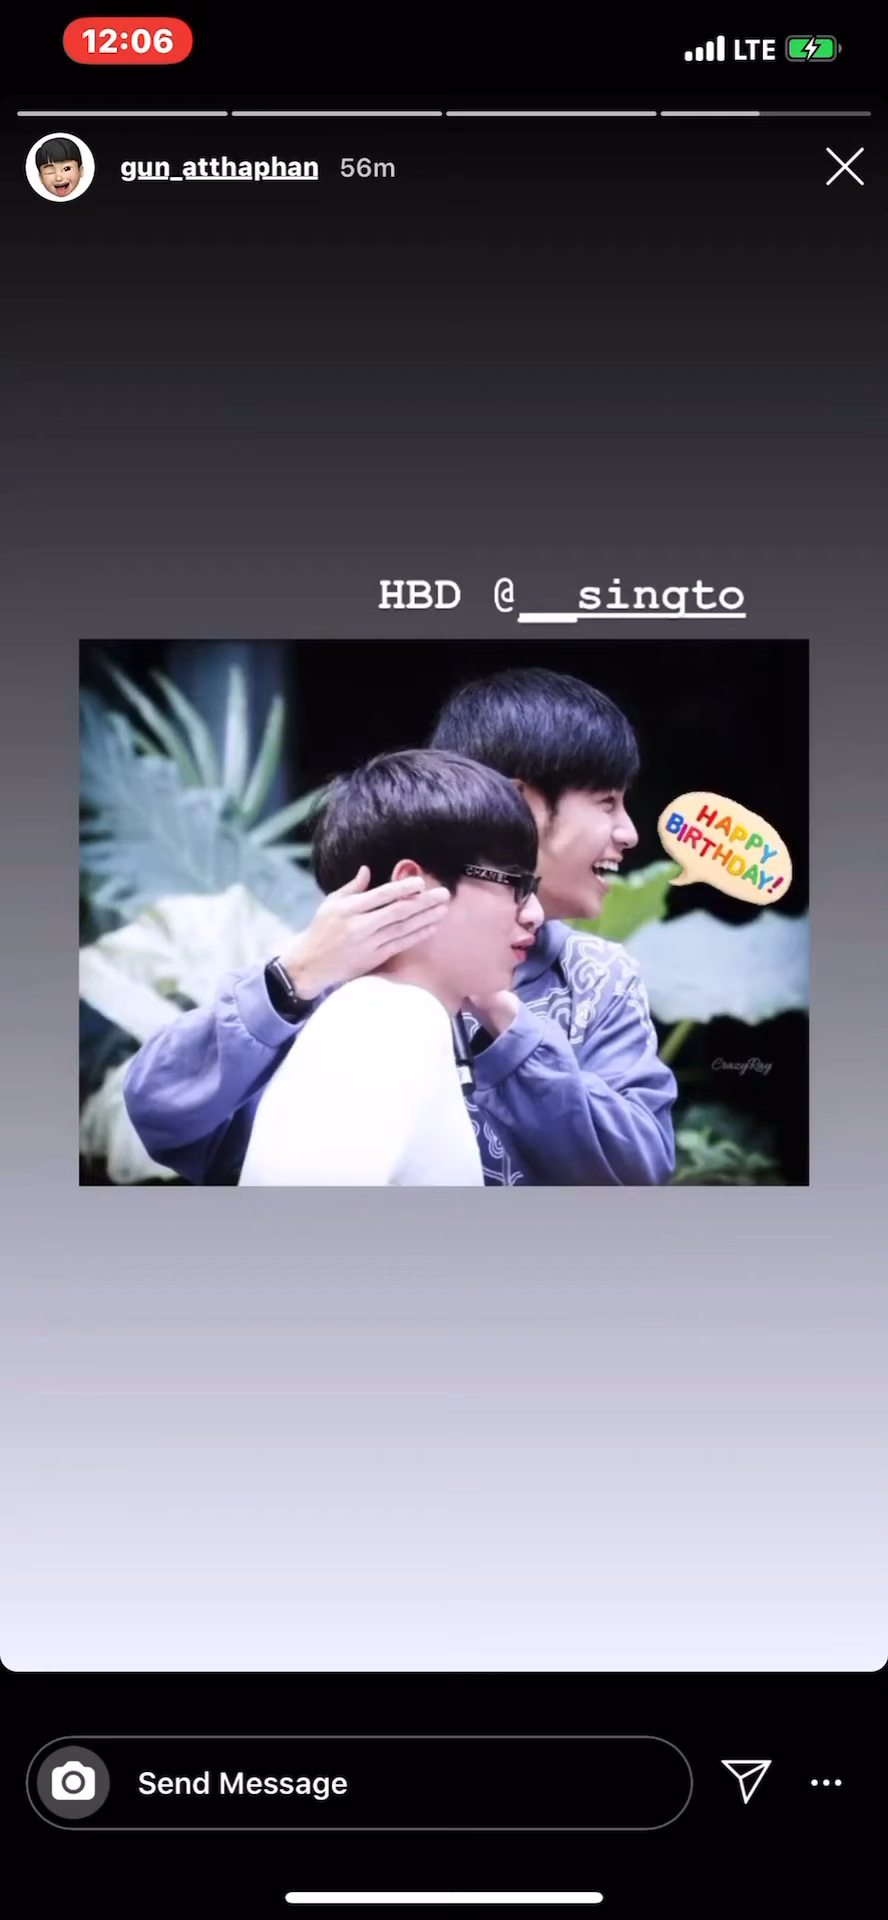 12:06 LTE
gun_atthaphan 56m
HBD @__singto
HAPPY
BIRTHDAY!
CHANEL
CrazyRay
Send Message